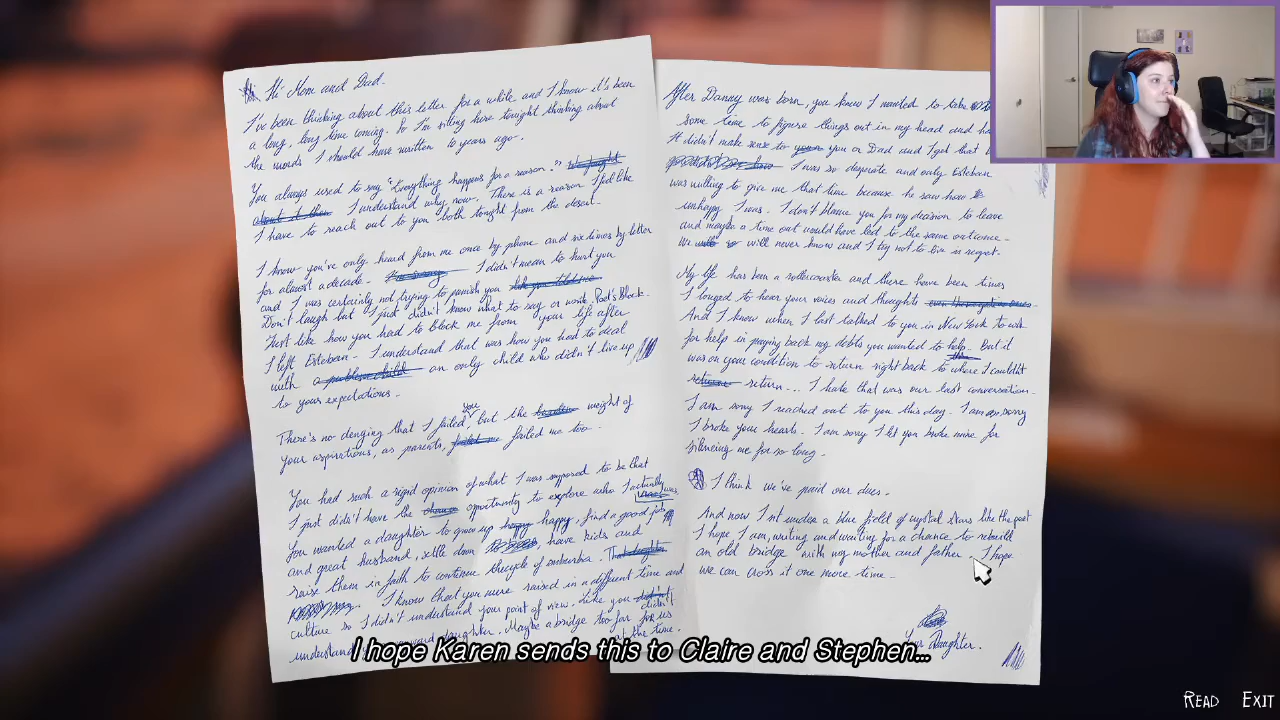 Hi Mom and Dad.
I've been thinking about this letter for a while and I know it's been
a long, long time coming. So I'm sitting here tonight thinking about
the words I should have written 10 years ago.
You always used to say "Everything happens for a reason."
I understand why now. There is a reason I feel like
I have to reach out to you both tonight from the desert.
I know you've only heard from me once by phone and six times by letter
for almost a decade. I didn't mean to hurt you
and I was certainly not trying to punish you
Don't laugh but I just didn't know what to say or write. Poet's Block.
Just like how you had to block me from your life after
I left Esteban. I understand that was how you had to deal
with a problem child an only child who didn't live up
to your expectations.
There's no denying that I failed you, but the weight of
your aspirations, as parents, failed me too.
You had such a rigid opinion of what I was supposed to be that
I just didn't have the opportunity to explore who I actually was.
You wanted a daughter to grow up happy, find a good job
and great husband, settle down, have kids and
raise them in faith to continue the cycle of suburbia.
I know that you were raised in a different time and
culture so I didn't understand your point of view. Like you didn't
understand daughter. Maybe a bridge too far for us
at the time.
After Danny was born, you knew I wanted to take
some time to figure things out in my head and
It didn't make sense to you or Dad and I get that
I was so desperate and only Esteban
was willing to give me that time because he saw how
unhappy I was. I don't blame you for my decision to leave
and maybe a time out would have led to the same outcome.
We will never know and I try not to live in regret.
My life has been a rollercoaster and there have been times
I longed to hear your voices and thoughts
And I know when I last talked to you in New York to ask
for help in paying back my debts you wanted to help. But it
was on your condition to return right back to where I couldn't
return... I hate that was our last conversation.
I am sorry I reached out to you this day. I am so sorry
I broke your hearts. I am sorry I let you broke mine for
silencing me for so long.
I think we've paid our dues.
And now I sit under a blue field of crystal stars like the poet
I hope I am, writing and waiting for a chance to rebuild
an old bridge with my mother and father. I hope
we can cross it one more time.
Your Daughter.
I hope Karen sends this to Claire and Stephen...
READ EXIT